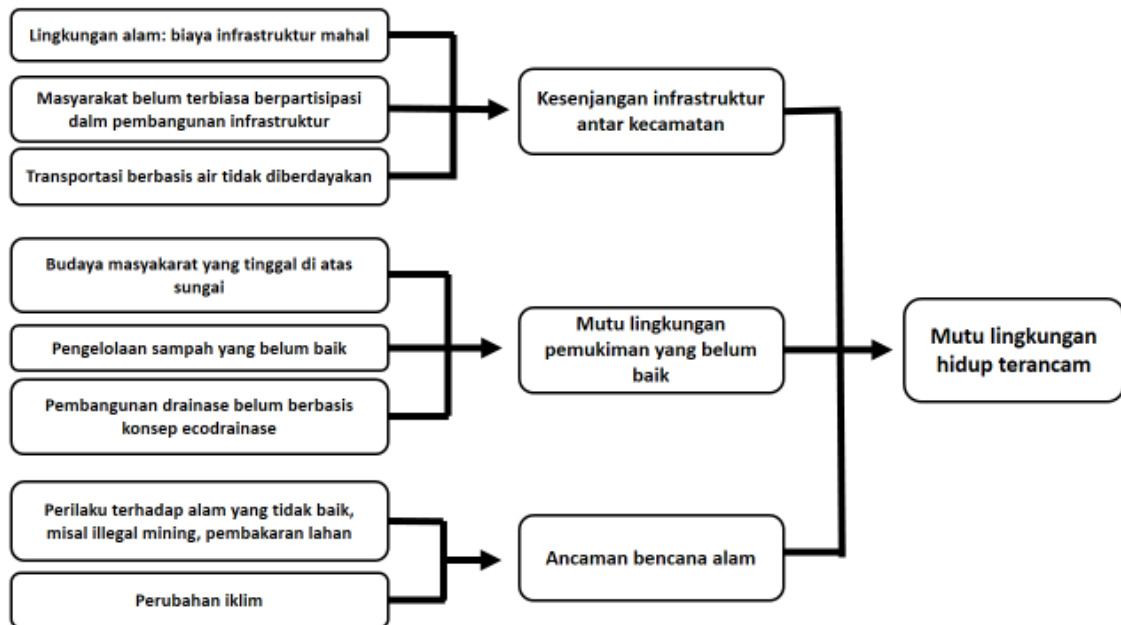 Lingkungan alam: biaya infrastruktur mahal
Masyarakat belum terbiasa berpartisipasi
dalm pembangunan infrastruktur
Transportasi berbasis air tidak diberdayakan
Kesenjangan infrastruktur
antar kecamatan
Budaya masyakarat yang tinggal di atas
sungai
Pengelolaan sampah yang belum baik
Pembangunan drainase belum berbasis
konsep ecodrainase
Mutu lingkungan
pemukiman yang belum
baik
Perilaku terhadap alam yang tidak baik,
misal illegal mining, pembakaran lahan
Perubahan iklim
Ancaman bencana alam
Mutu lingkungan
hidup terancam